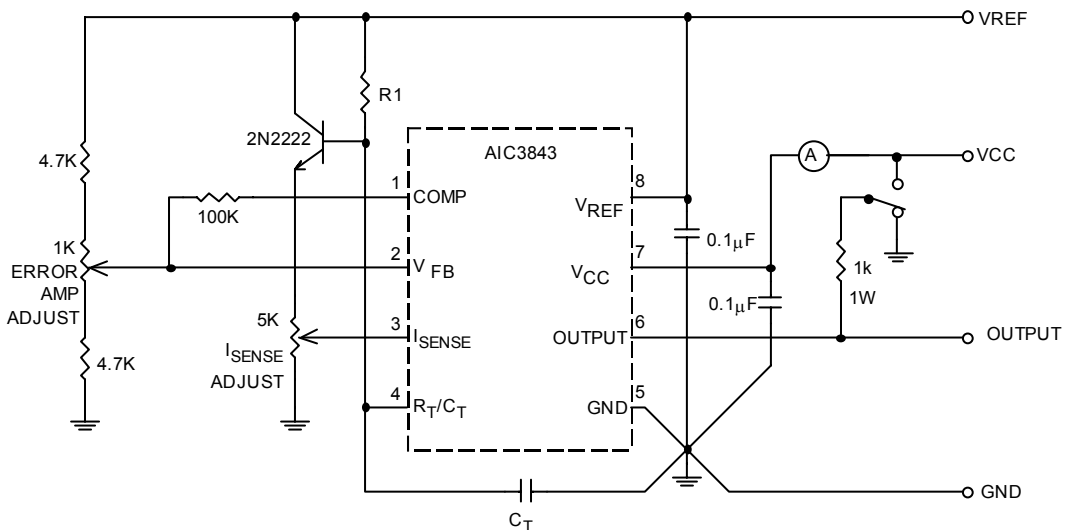 VREF
R1
2N2222
AIC3843
A
VCC
4.7K
1
COMP
8
VREF
100K
0.1μF
1K
ERROR
AMP
ADJUST
2
VFB
7
VCC
1k
1W
0.1μF
5K
ISENSE
ADJUST
3
ISENSE
6
OUTPUT
OUTPUT
4.7K
4
RT/CT
5
GND
GND
CT